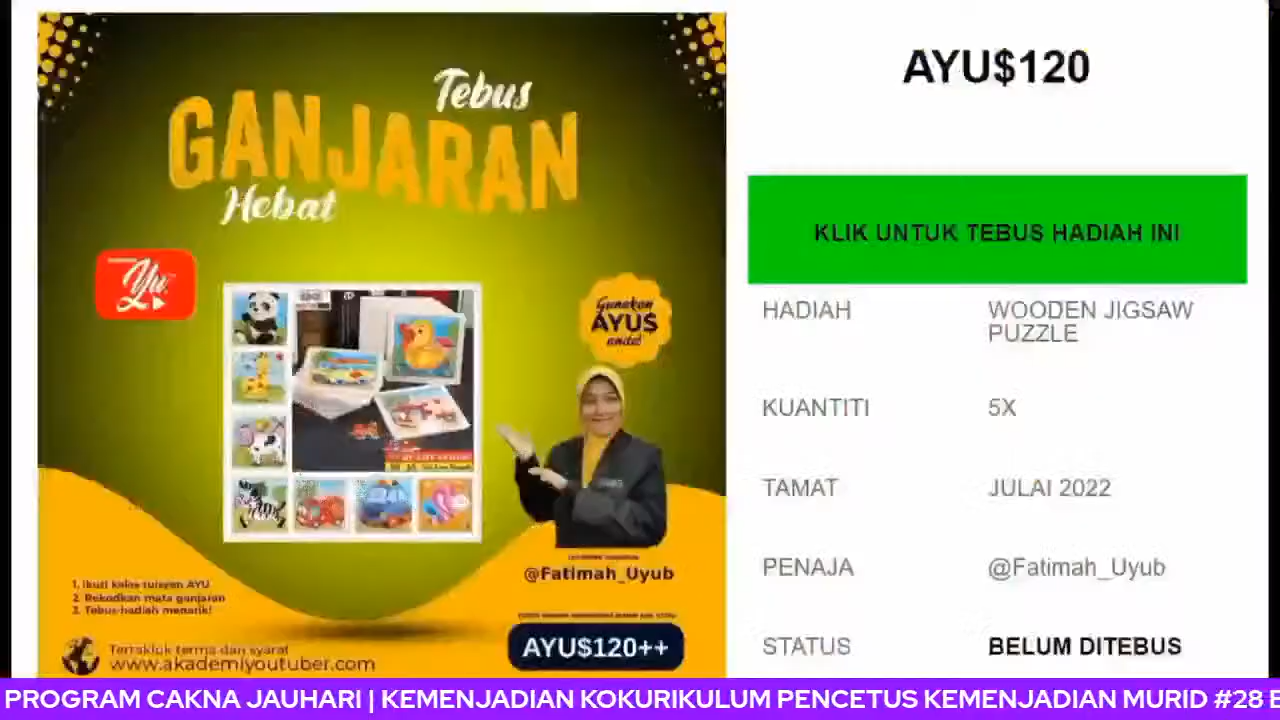 Tebus
GANJARAN
Hebat
Yu
Gunakan
AYU$
anda!
@Fatimah_Uyub
1. Ikuti kelas tutoran AYU
2. Rekodkan mata ganjaran
3. Tebus hadiah menarik!
Tertakluk terma dan syarat
www.akademiyoutuber.com
AYU$120++
AYU$120
KLIK UNTUK TEBUS HADIAH INI
HADIAH WOODEN JIGSAW
PUZZLE
KUANTITI 5X
TAMAT JULAI 2022
PENAJA @Fatimah_Uyub
STATUS BELUM DITEBUS
PROGRAM CAKNA JAUHARI | KEMENJADIAN KOKURIKULUM PENCETUS KEMENJADIAN MURID #28